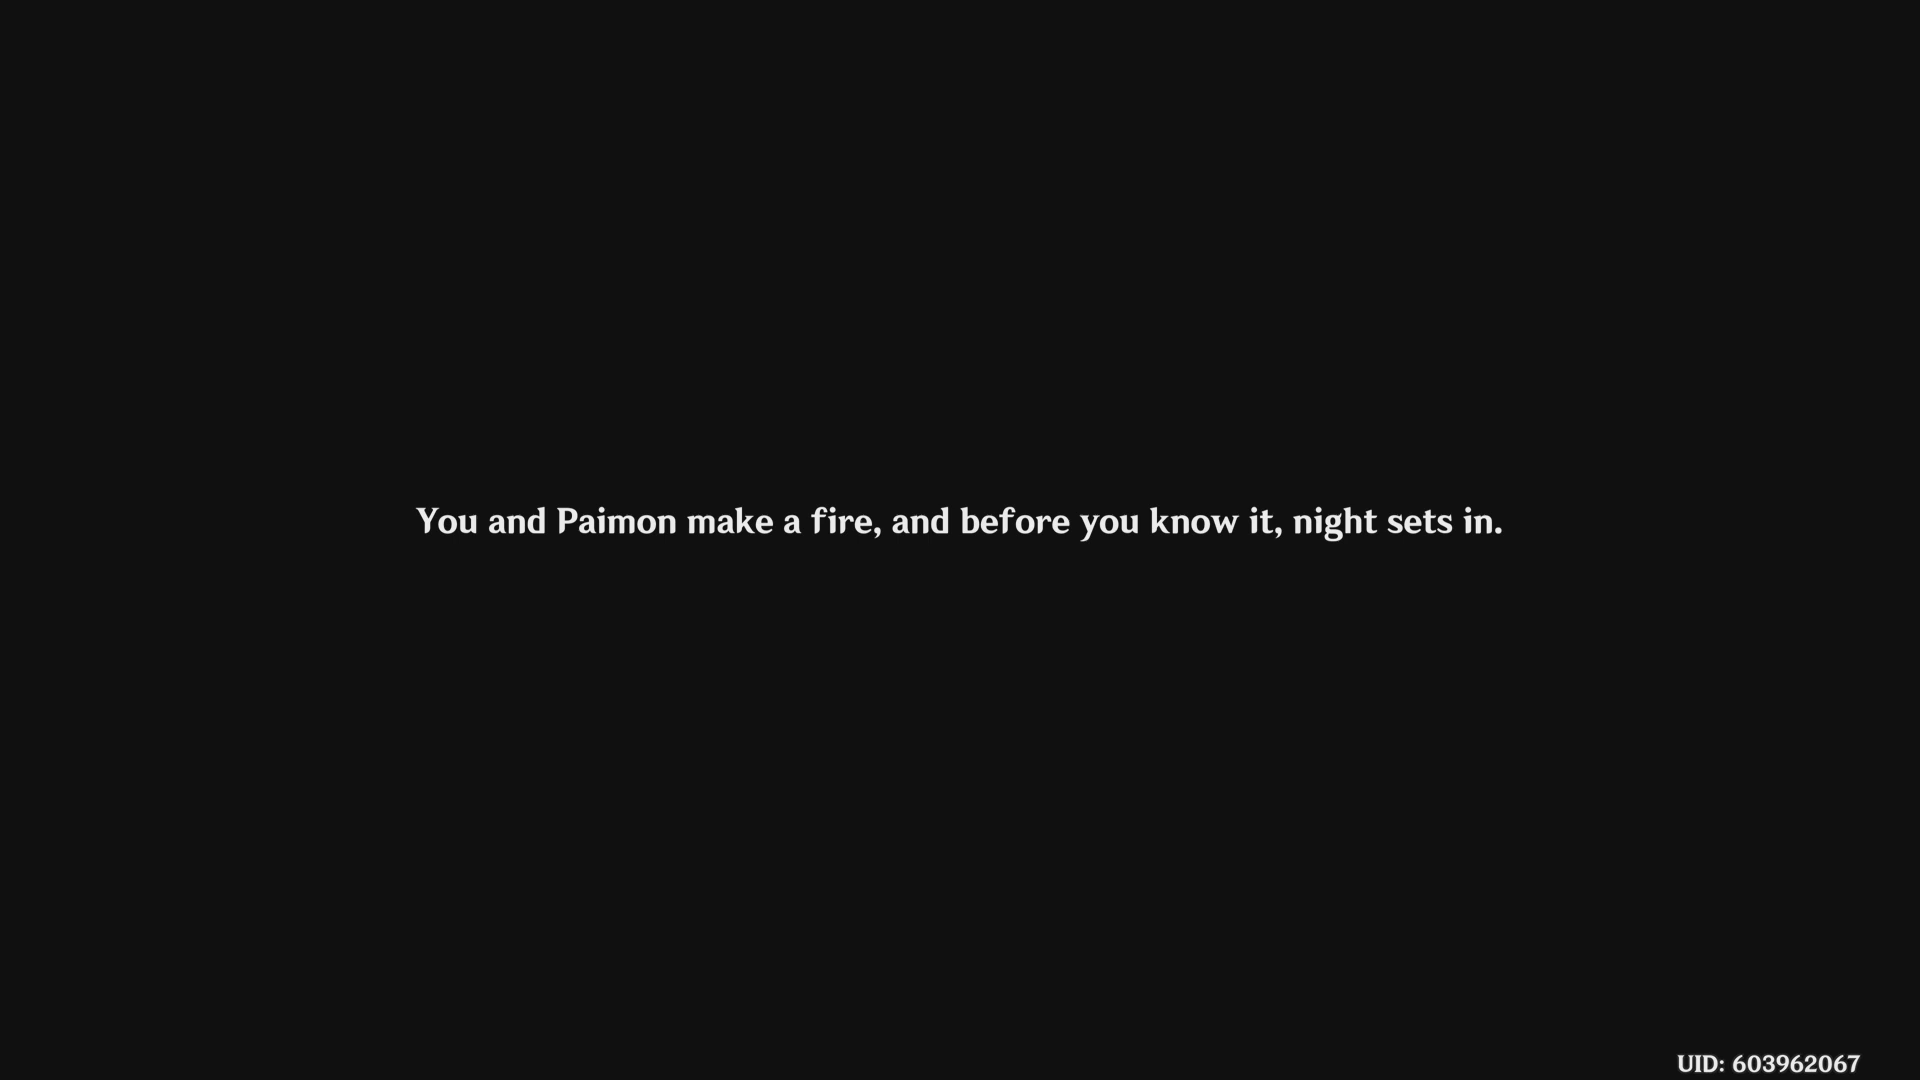 You and Paimon make a fire, and before you know it, night sets in.
UID: 603962067